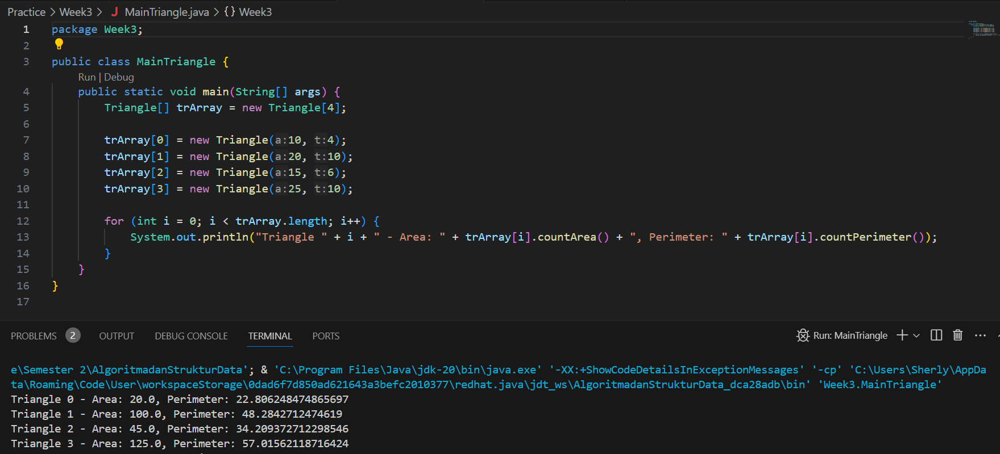 Practice > Week3 > J MainTriangle.java > {} Week3
1 package Week3;
2
3 public class MainTriangle {
Run | Debug
4 public static void main(String[] args) {
5 Triangle[] trArray = new Triangle[4];
6
7 trArray[0] = new Triangle(a:10, t:4);
8 trArray[1] = new Triangle(a:20, t:10);
9 trArray[2] = new Triangle(a:15, t:6);
10 trArray[3] = new Triangle(a:25, t:10);
11
12 for (int i = 0; i < trArray.length; i++) {
13 System.out.println("Triangle " + i + " - Area: " + trArray[i].countArea() + ", Perimeter: " + trArray[i].countPerimeter());
14 }
15 }
16 }
17
PROBLEMS 2 OUTPUT DEBUG CONSOLE TERMINAL PORTS Run: MainTriangle
e\Semester 2\AlgoritmadanStrukturData'; & 'C:\Program Files\Java\jdk-20\bin\java.exe' '-XX:+ShowCodeDetailsInExceptionMessages' '-cp' 'C:\Users\Sherly\AppDa
ta\Roaming\Code\User\workspaceStorage\0dad6f7d850ad621643a3befc2010377\redhat.java\jdt_ws\AlgoritmadanStrukturData_dca28adb\bin' 'Week3.MainTriangle'
Triangle 0 - Area: 20.0, Perimeter: 22.806248474865697
Triangle 1 - Area: 100.0, Perimeter: 48.2842712474619
Triangle 2 - Area: 45.0, Perimeter: 34.209372712298546
Triangle 3 - Area: 125.0, Perimeter: 57.01562118716424